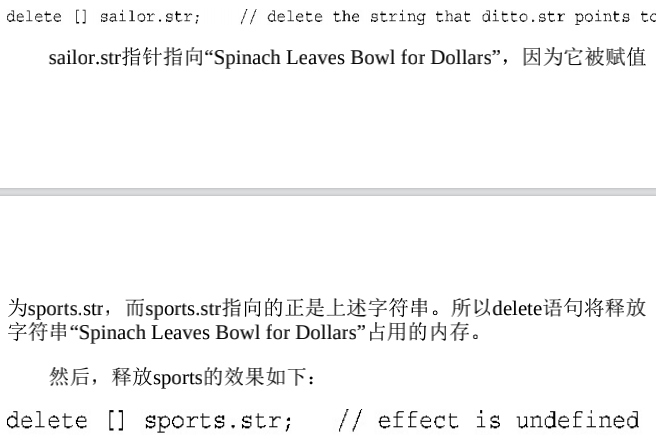 delete [] sailor.str;    // delete the string that ditto.str points to
sailor.str指针指向“Spinach Leaves Bowl for Dollars”，因为它被赋值
为sports.str，而sports.str指向的正是上述字符串。所以delete语句将释放
字符串“Spinach Leaves Bowl for Dollars”占用的内存。
然后，释放sports的效果如下：
delete [] sports.str;   // effect is undefined